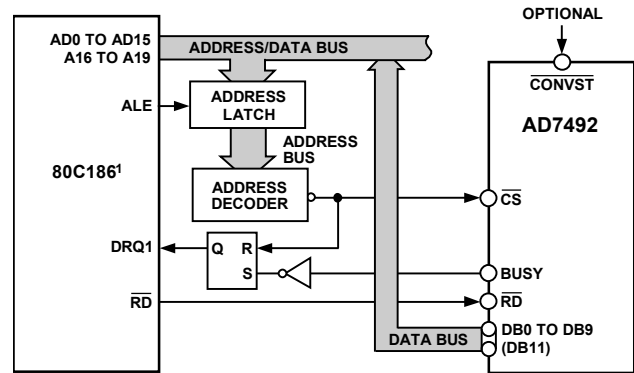 OPTIONAL
AD0 TO AD15
A16 TO A19
ADDRESS/DATA BUS
CONVST
ALE
ADDRESS
LATCH
AD7492
80C186¹
ADDRESS
BUS
ADDRESS
DECODER
CS
DRQ1
Q
R
S
BUSY
RD
RD
DB0 TO DB9
(DB11)
DATA BUS